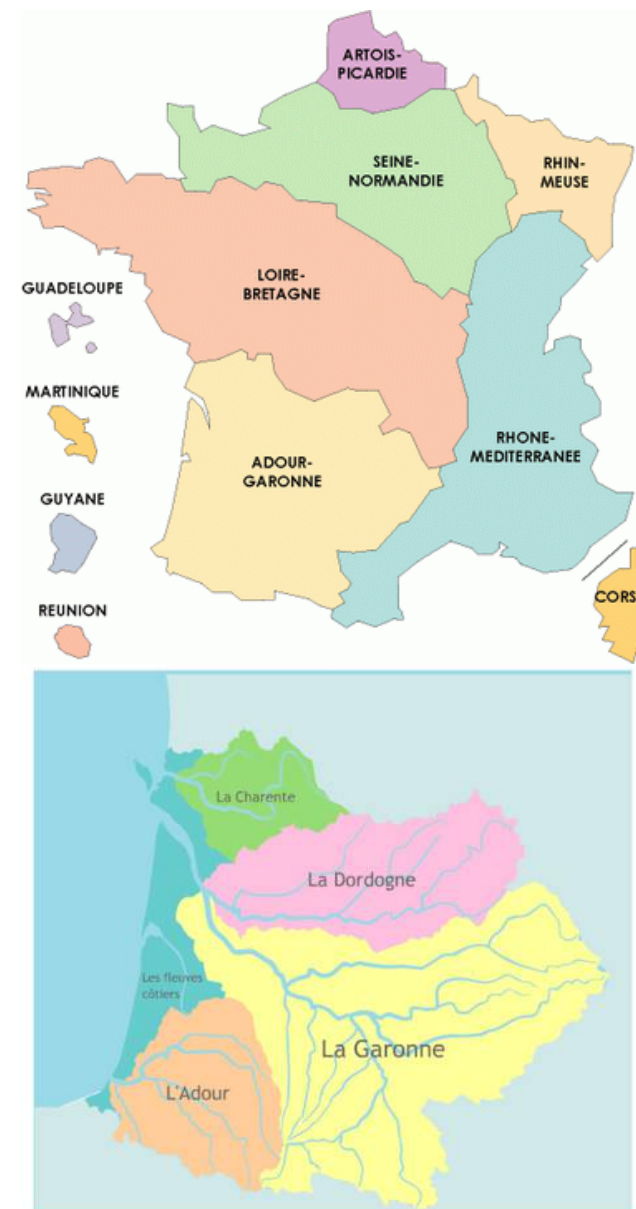 ARTOIS-
PICARDIE
SEINE-
NORMANDIE
RHIN-
MEUSE
LOIRE-
BRETAGNE
GUADELOUPE
MARTINIQUE
RHONE-
MEDITERRANEE
ADOUR-
GARONNE
GUYANE
CORS
REUNION
La Charente
La Dordogne
Les fleuves
côtiers
La Garonne
L'Adour